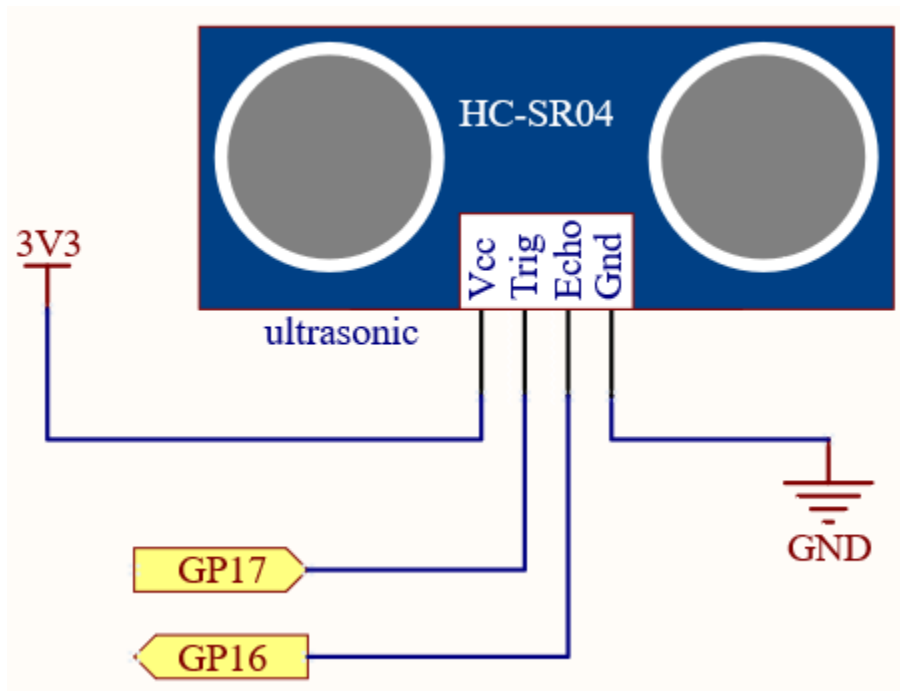 HC-SR04
3V3
Vcc
Trig
Echo
Gnd
ultrasonic
GND
GP17
GP16